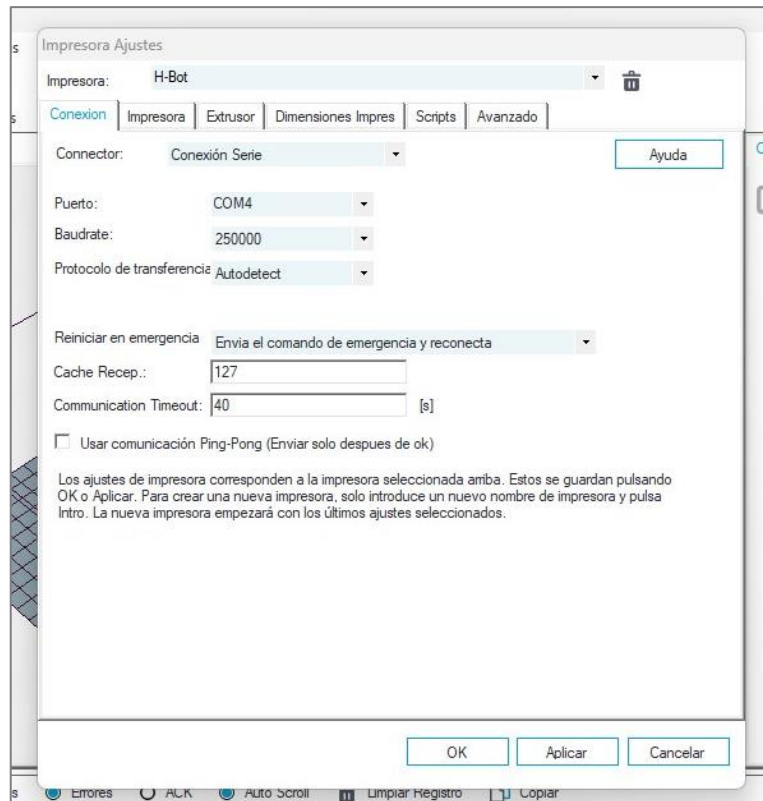 Impresora Ajustes
s
Impresora: H-Bot
s
Conexion Impresora Extrusor Dimensiones Impres Scripts Avanzado
Connector: Conexión Serie Ayuda
Puerto: COM4
Baudrate: 250000
Protocolo de transferencia Autodetect
Reiniciar en emergencia Envia el comando de emergencia y reconecta
Cache Recep.: 127
Communication Timeout: 40 [s]
Usar comunicación Ping-Pong (Enviar solo despues de ok)
Los ajustes de impresora corresponden a la impresora seleccionada arriba. Estos se guardan pulsando
OK o Aplicar. Para crear una nueva impresora, solo introduce un nuevo nombre de impresora y pulsa
Intro. La nueva impresora empezará con los últimos ajustes seleccionados.
OK Aplicar Cancelar
s Errores ACK Auto Scroll Limpiar Registro Copiar